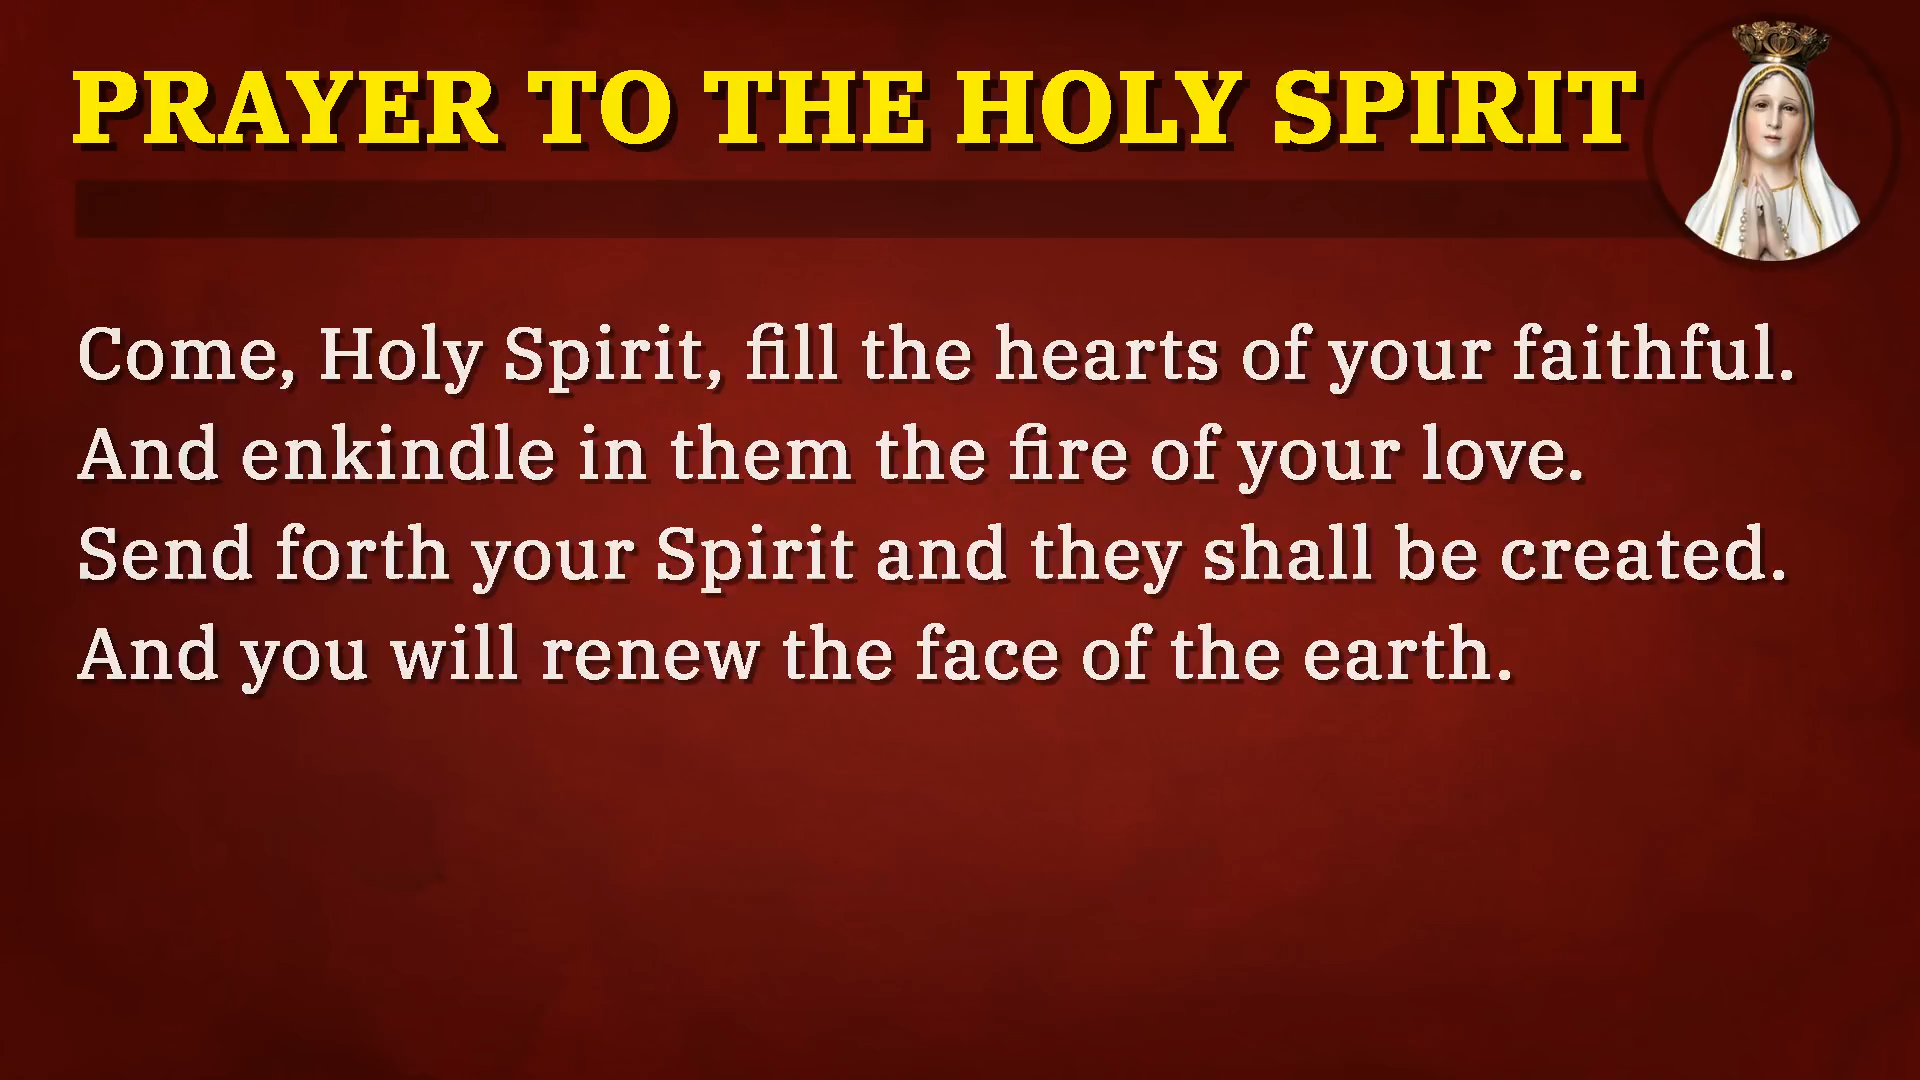 PRAYER TO THE HOLY SPIRIT
Come, Holy Spirit, fill the hearts of your faithful.
And enkindle in them the fire of your love.
Send forth your Spirit and they shall be created.
And you will renew the face of the earth.